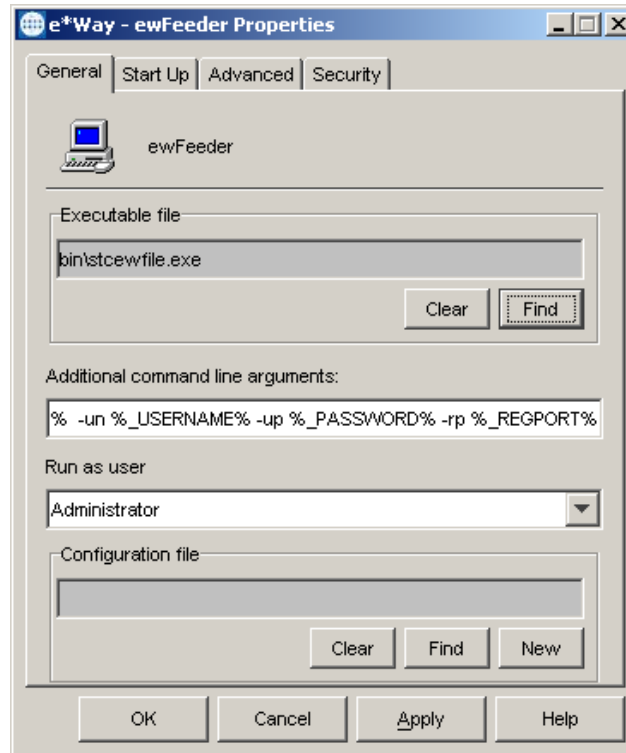 e*Way - ewFeeder Properties
General Start Up Advanced Security
ewFeeder
Executable file
bin\stcewfile.exe
Clear Find
Additional command line arguments:
% -un %_USERNAME% -up %_PASSWORD% -rp %_REGPORT%
Run as user
Administrator
Configuration file
Clear Find New
OK Cancel Apply Help